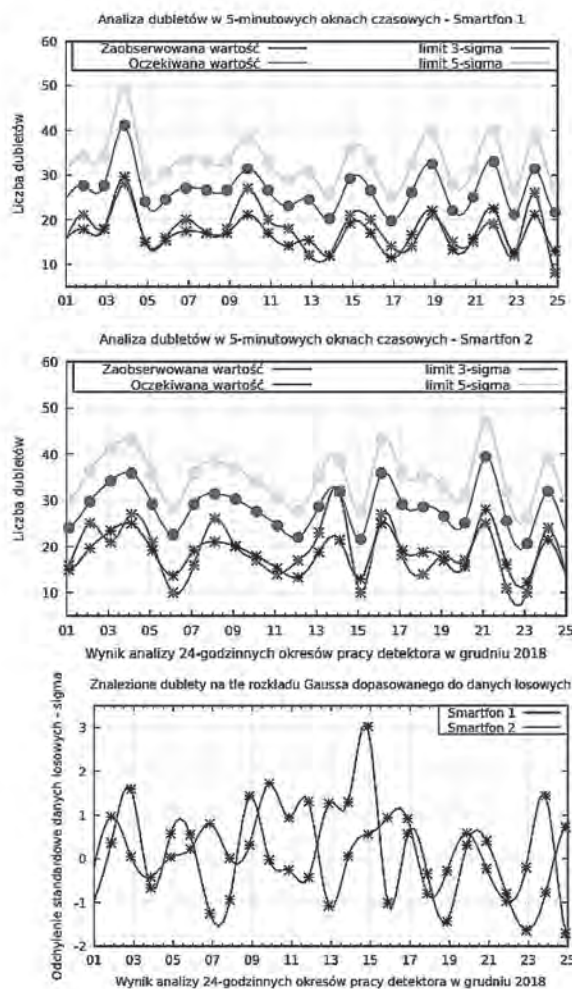 Analiza dubletów w 5-minutowych oknach czasowych - Smartfon 1
Zaobserwowana wartość
limit 3-sigma
Oczekiwana wartość
limit 5-sigma
Liczba dubletów
60
50
40
30
20
10
01 03 05 07 09 11 13 15 17 19 21 23 25
Analiza dubletów w 5-minutowych oknach czasowych - Smartfon 2
Zaobserwowana wartość
limit 3-sigma
Oczekiwana wartość
limit 5-sigma
Liczba dubletów
60
50
40
30
20
10
01 03 05 07 09 11 13 15 17 19 21 23 25
Wynik analizy 24-godzinnych okresów pracy detektora w grudniu 2018
Znalezione dublety na tle rozkładu Gaussa dopasowanego do danych losowych
Smartfon 1
Smartfon 2
Odchylenie standardowe danych losowych - sigma
3
2
1
0
-1
-2
01 03 05 07 09 11 13 15 17 19 21 23 25
Wynik analizy 24-godzinnych okresów pracy detektora w grudniu 2018